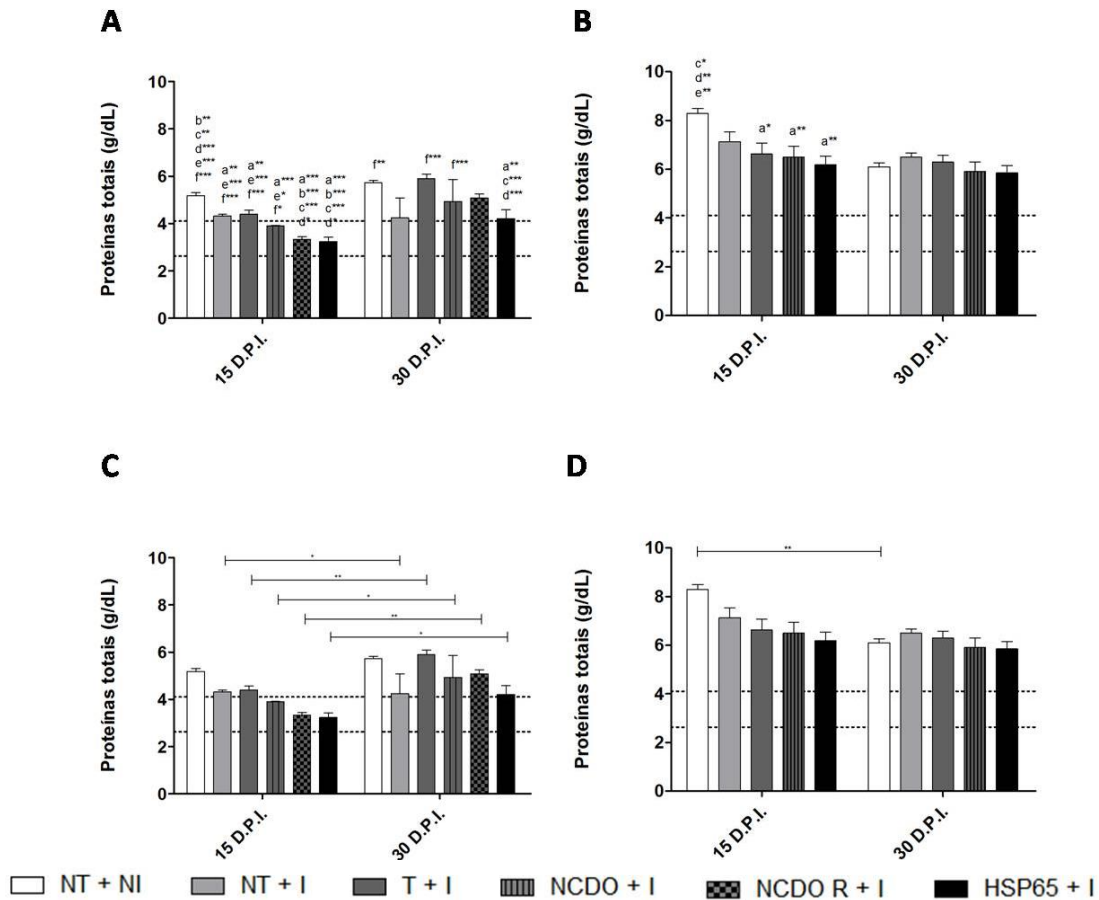 A
B
Proteínas totais (g/dL)
10
8
6
4
2
0
b**
c**
d***
e***
f***
a**
e***
f***
a**
e***
f***
a***
e*
f*
a***
b***
c***
d*
a***
b***
c***
d*
f**
f***
f***
a**
c***
d***
15 D.P.I.
30 D.P.I.
Proteínas totais (g/dL)
10
8
6
4
2
0
c*
d**
e**
a*
a**
a**
15 D.P.I.
30 D.P.I.
C
D
Proteínas totais (g/dL)
10
8
6
4
2
0
*
**
*
**
*
15 D.P.I.
30 D.P.I.
Proteínas totais (g/dL)
10
8
6
4
2
0
**
15 D.P.I.
30 D.P.I.
NT + NI NT + I T + I NCDO + I NCDO R + I HSP65 + I